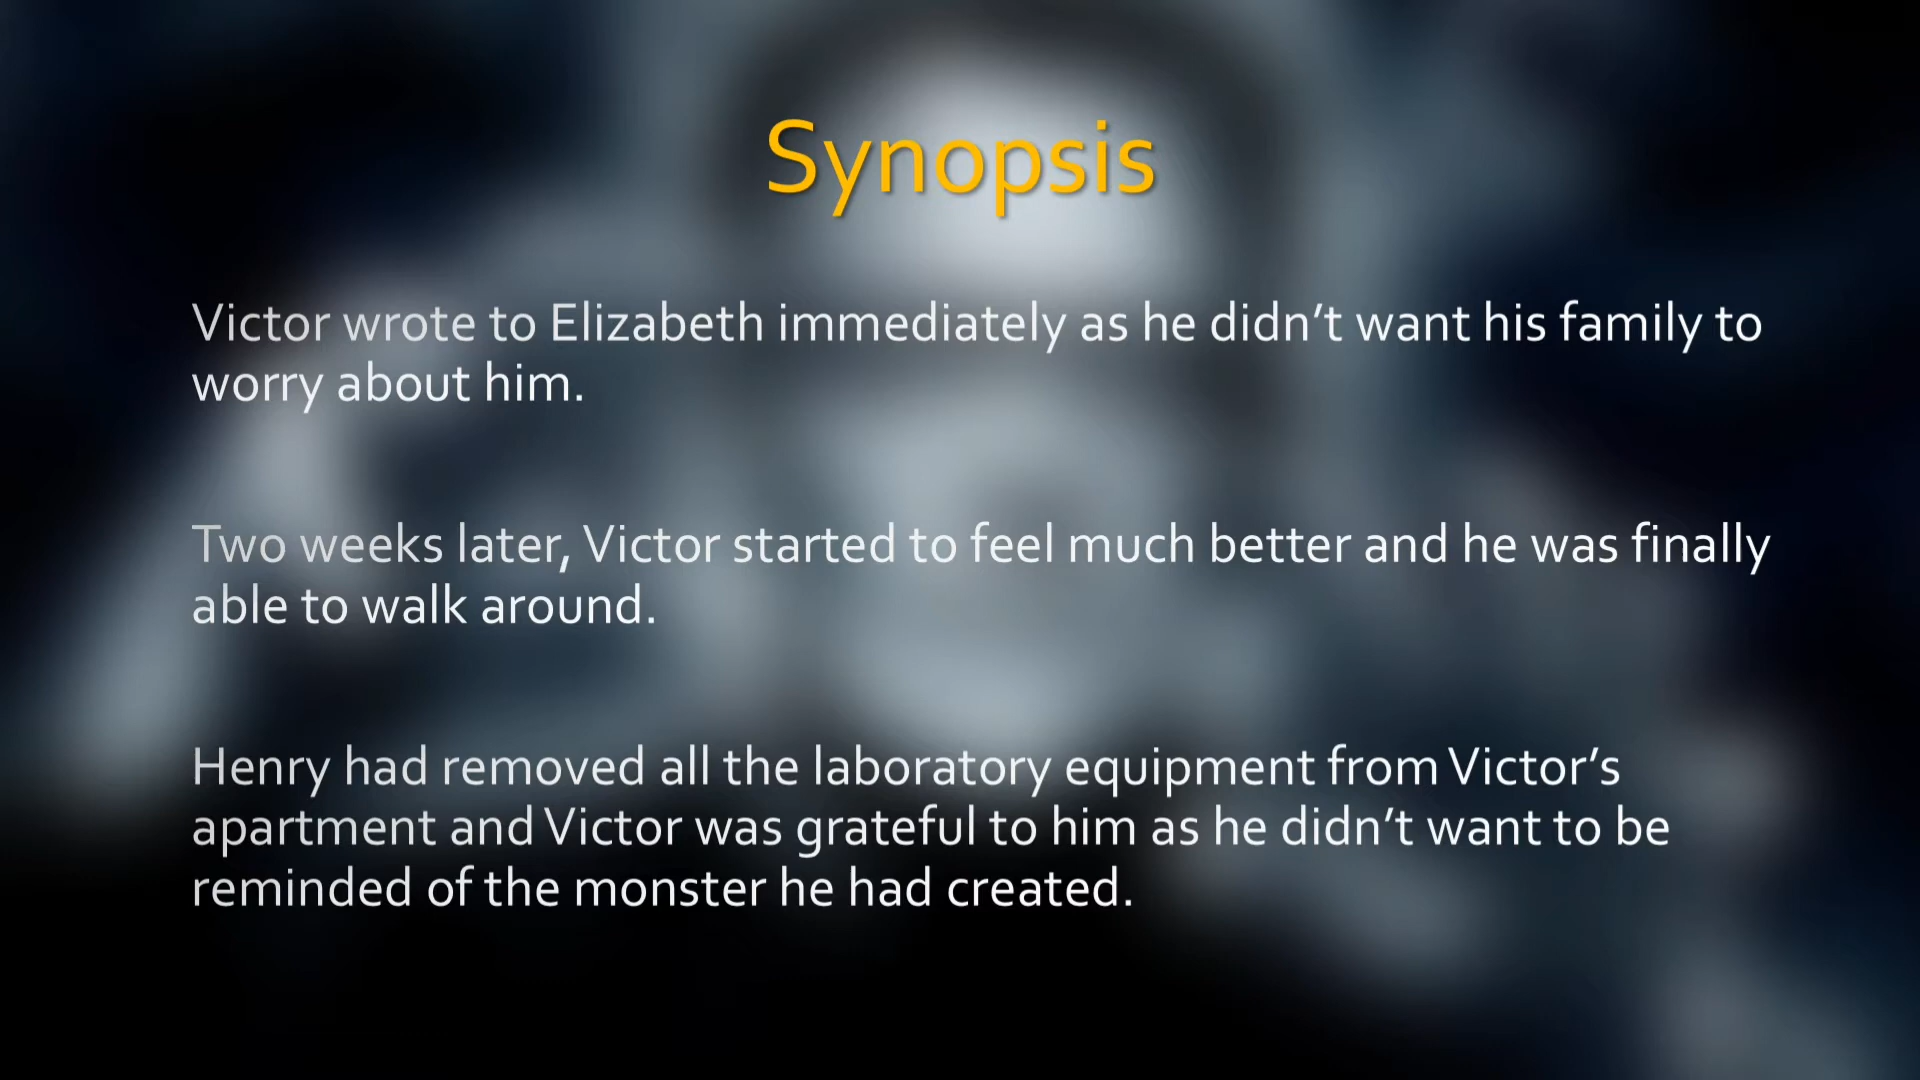 Synopsis
Victor wrote to Elizabeth immediately as he didn’t want his family to
worry about him.
Two weeks later, Victor started to feel much better and he was finally
able to walk around.
Henry had removed all the laboratory equipment from Victor’s
apartment and Victor was grateful to him as he didn’t want to be
reminded of the monster he had created.